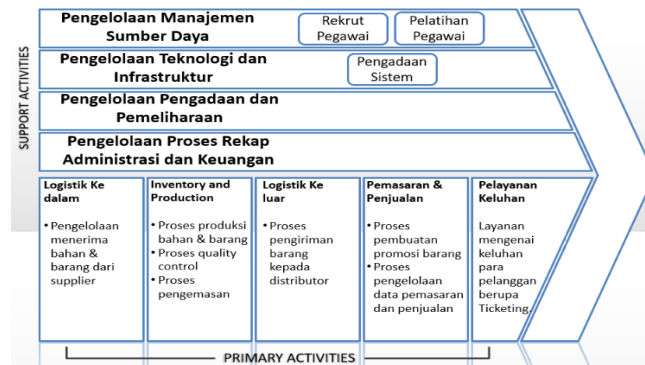 SUPPORT ACTIVITIES
Pengelolaan Manajemen
Sumber Daya
Rekrut
Pegawai
Pelatihan
Pegawai
Pengelolaan Teknologi dan
Infrastruktur
Pengadaan
Sistem
Pengelolaan Pengadaan dan
Pemeliharaan
Pengelolaan Proses Rekap
Administrasi dan Keuangan
Logistik Ke
dalam
• Pengelolaan
menerima
bahan &
barang dari
supplier
Inventory and
Production
• Proses produksi
bahan & barang
• Proses quality
control
• Proses
pengemasan
Logistik Ke
luar
• Proses
pengiriman
barang
kepada
distributor
Pemasaran &
Penjualan
• Proses
pembuatan
promosi barang
• Proses
pengelolaan
data pemasaran
dan penjualan
Pelayanan
Keluhan
Layanan
mengenai
keluhan
para
pelanggan
berupa
Ticketing.
PRIMARY ACTIVITIES